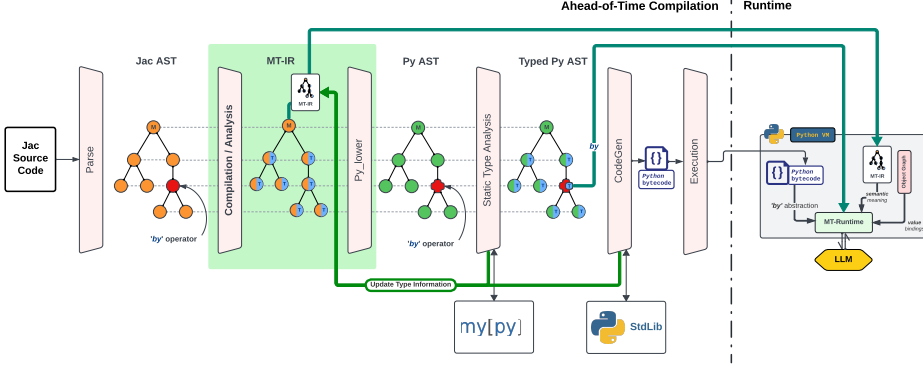 Ahead-of-Time Compilation
Runtime
Jac AST
MT-IR
Py AST
Typed Py AST
Jac
Source
Code
Parse
Compilation / Analysis
Py_lower
Static Type Analysis
CodeGen
Execution
MT-IR
M
M
M
M
T
T
T
T
T
T
T
T
T
T
T
T
T
'by' operator
'by' operator
by
Python
bytecode
Update Type Information
my[py]
StdLib
Python VM
Python
bytecode
MT-IR
Object Graph
semantic
meaning
'by' abstraction
MT-Runtime
value
bindings
LLM